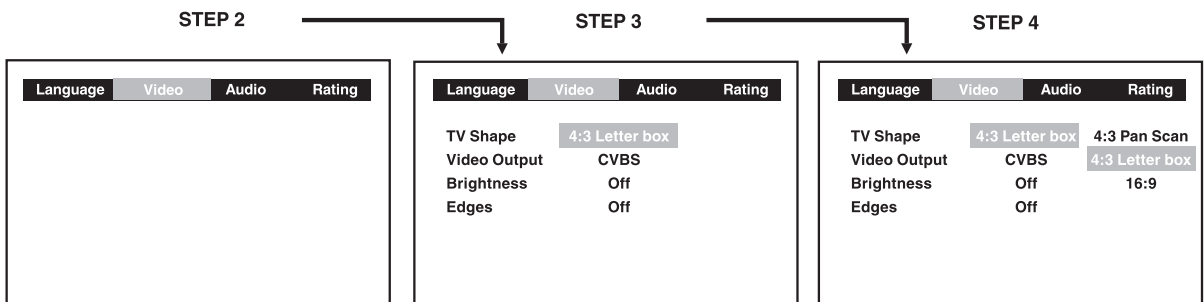 STEP 2
STEP 3
STEP 4
Language Video Audio Rating
Language Video Audio Rating
TV Shape 4:3 Letter box
Video Output CVBS
Brightness Off
Edges Off
Language Video Audio Rating
TV Shape 4:3 Letter box 4:3 Pan Scan
Video Output CVBS 4:3 Letter box
Brightness Off 16:9
Edges Off